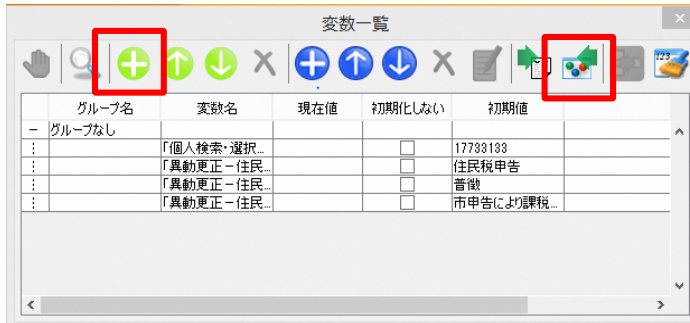 変数一覧
123
グループ名 変数名 現在値 初期化しない 初期値
グループなし
「個人検索・選択... 17733133
「異動更正－住民... 住民税申告
「異動更正－住民... 普徴
「異動更正－住民... 市申告により課税...